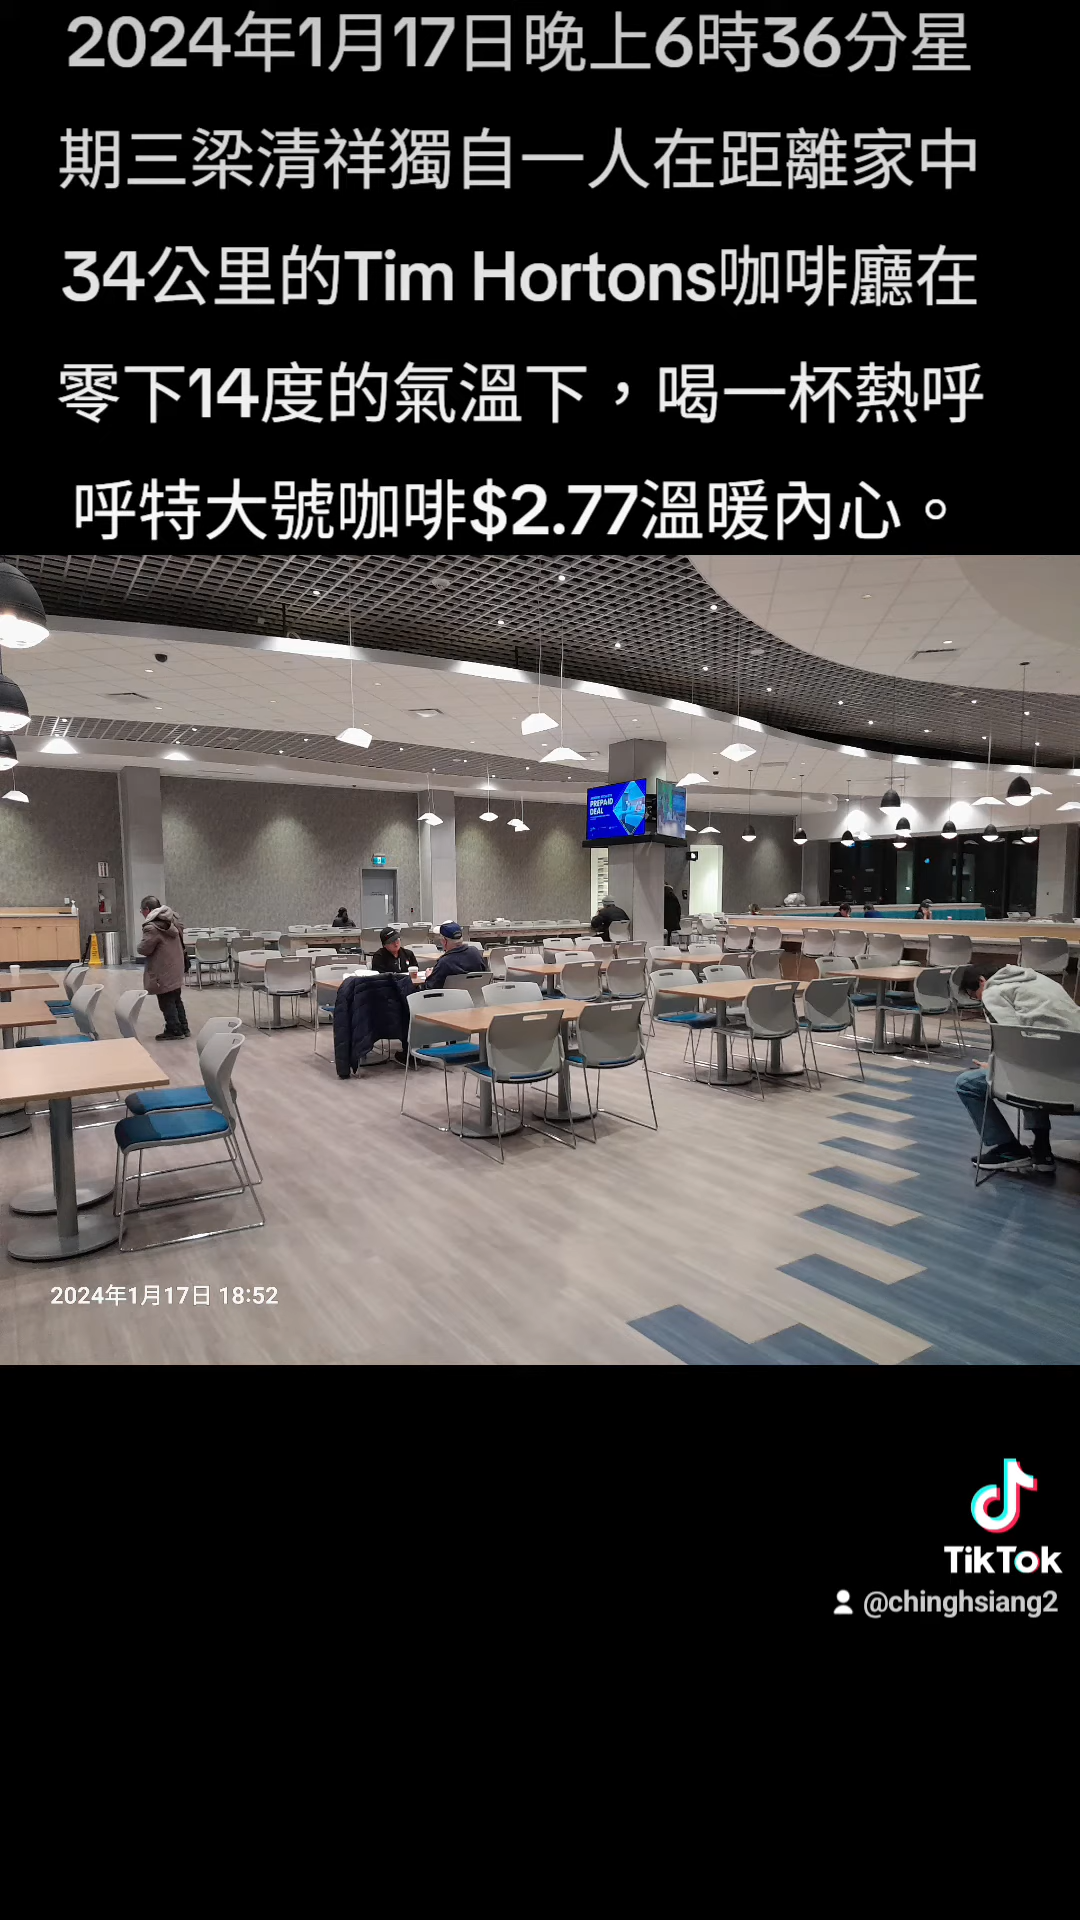 2024年1月17日晚上6時36分星
期三梁清祥獨自一人在距離家中
34公里的Tim Hortons咖啡廳在
零下14度的氣溫下，喝一杯熱呼
呼特大號咖啡$2.77溫暖內心。
PREPAID
DEAL
2024年1月17日 18:52
TikTok
@chinghsiang2